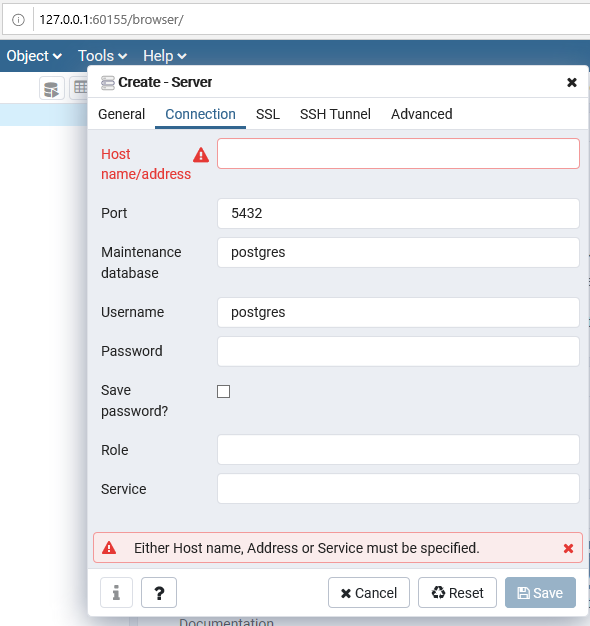 127.0.0.1:60155/browser/
Object Tools Help
Create - Server
General Connection SSL SSH Tunnel Advanced
Host
name/address
Port 5432
Maintenance postgres
database
Username postgres
Password
Save
password?
Role
Service
Either Host name, Address or Service must be specified.
i ? Cancel Reset Save
Documentation